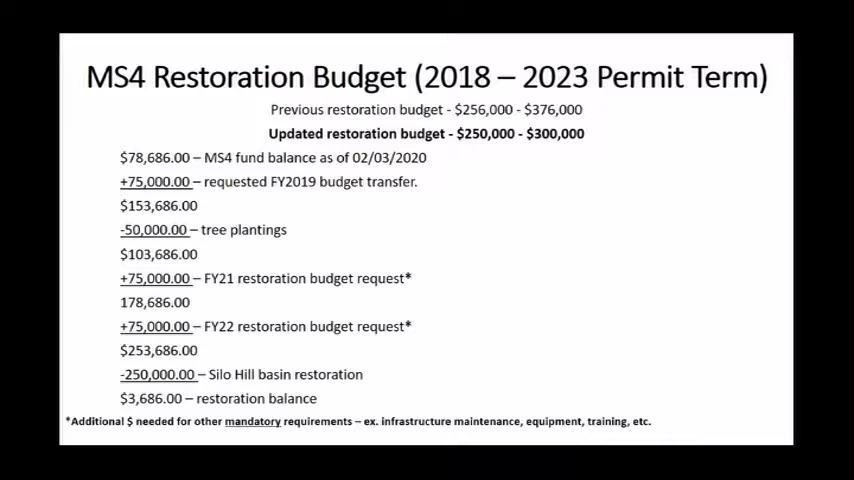 MS4 Restoration Budget (2018 – 2023 Permit Term)
Previous restoration budget - $256,000 - $376,000
Updated restoration budget - $250,000 - $300,000
$78,686.00 – MS4 fund balance as of 02/03/2020
+75,000.00 – requested FY2019 budget transfer.
$153,686.00
-50,000.00 – tree plantings
$103,686.00
+75,000.00 – FY21 restoration budget request*
178,686.00
+75,000.00 – FY22 restoration budget request*
$253,686.00
-250,000.00 – Silo Hill basin restoration
$3,686.00 – restoration balance
*Additional $ needed for other mandatory requirements – ex. infrastructure maintenance, equipment, training, etc.